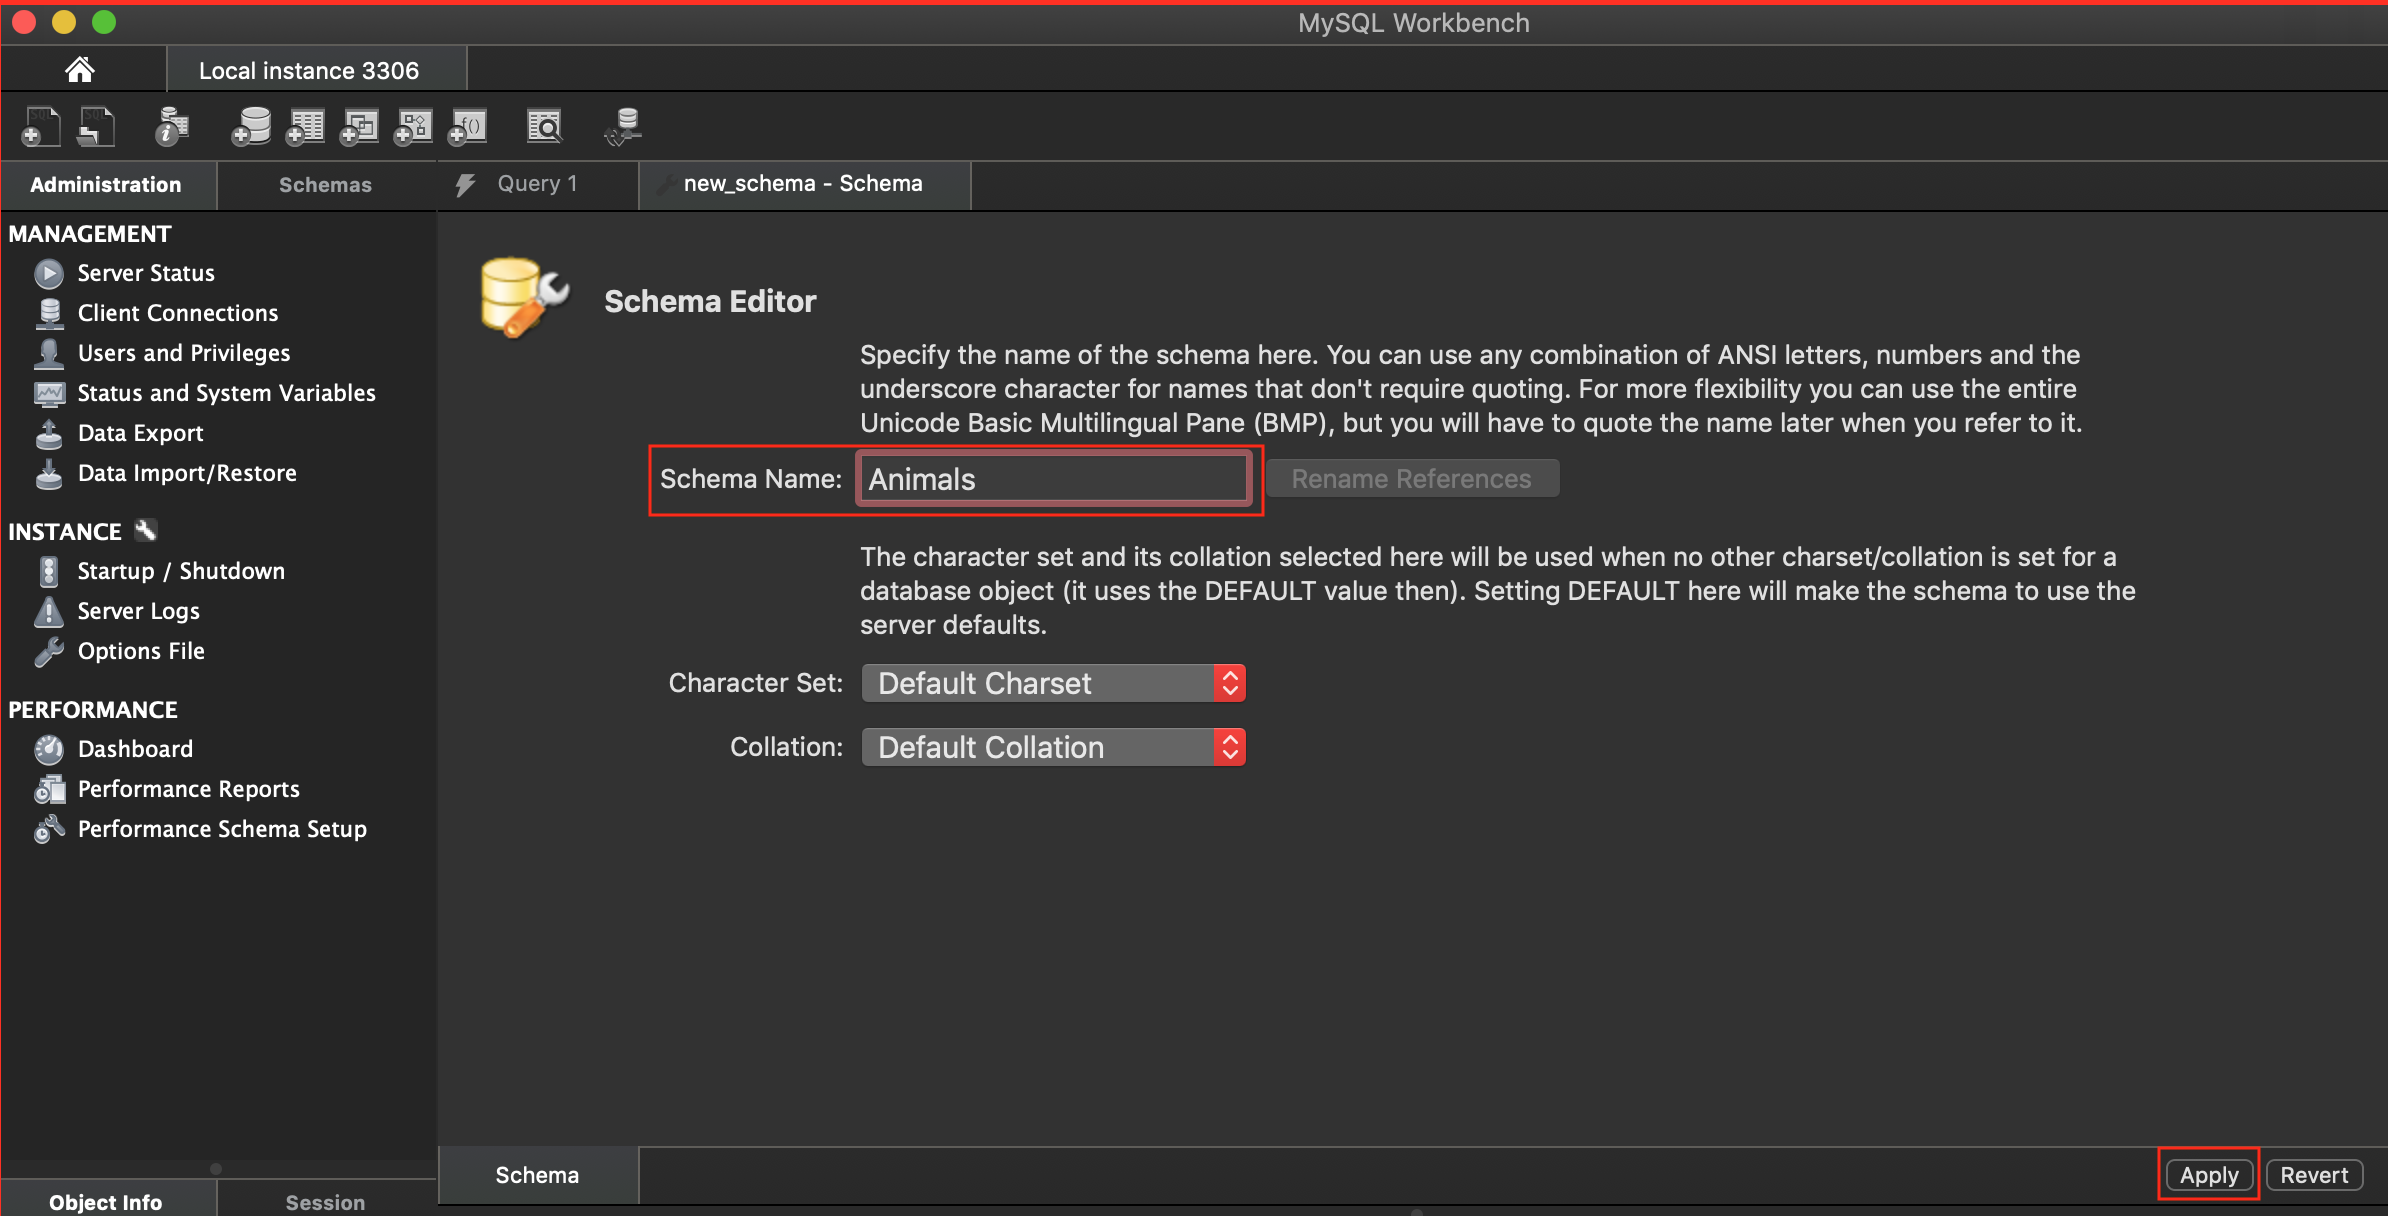 MySQL Workbench
Local instance 3306
SQL
SQL
Administration
Schemas
Query 1
new_schema - Schema
MANAGEMENT
Server Status
Client Connections
Users and Privileges
Status and System Variables
Data Export
Data Import/Restore
INSTANCE
Startup / Shutdown
Server Logs
Options File
PERFORMANCE
Dashboard
Performance Reports
Performance Schema Setup
Object Info
Session
Schema Editor
Specify the name of the schema here. You can use any combination of ANSI letters, numbers and the
underscore character for names that don't require quoting. For more flexibility you can use the entire
Unicode Basic Multilingual Pane (BMP), but you will have to quote the name later when you refer to it.
Schema Name: Animals Rename References
The character set and its collation selected here will be used when no other charset/collation is set for a
database object (it uses the DEFAULT value then). Setting DEFAULT here will make the schema to use the
server defaults.
Character Set: Default Charset
Collation: Default Collation
Schema
Apply
Revert